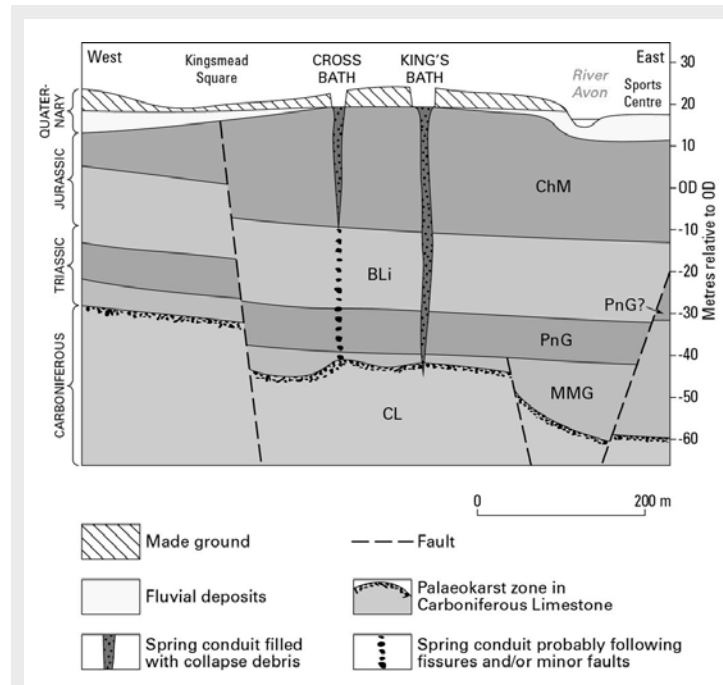 West
Kingsmead
Square
CROSS
BATH
KING'S
BATH
River
Avon
East
Sports
Centre
QUATER-
NARY
JURASSIC
TRIASSIC
CARBONIFEROUS
30
20
10
OD
-10
-20
-30
-40
-50
-60
Metres relative to OD
ChM
BLi
PnG?
PnG
MMG
CL
0
200 m
Made ground
Fault
Fluvial deposits
Palaeokarst zone in
Carboniferous Limestone
Spring conduit filled
with collapse debris
Spring conduit probably following
fissures and/or minor faults